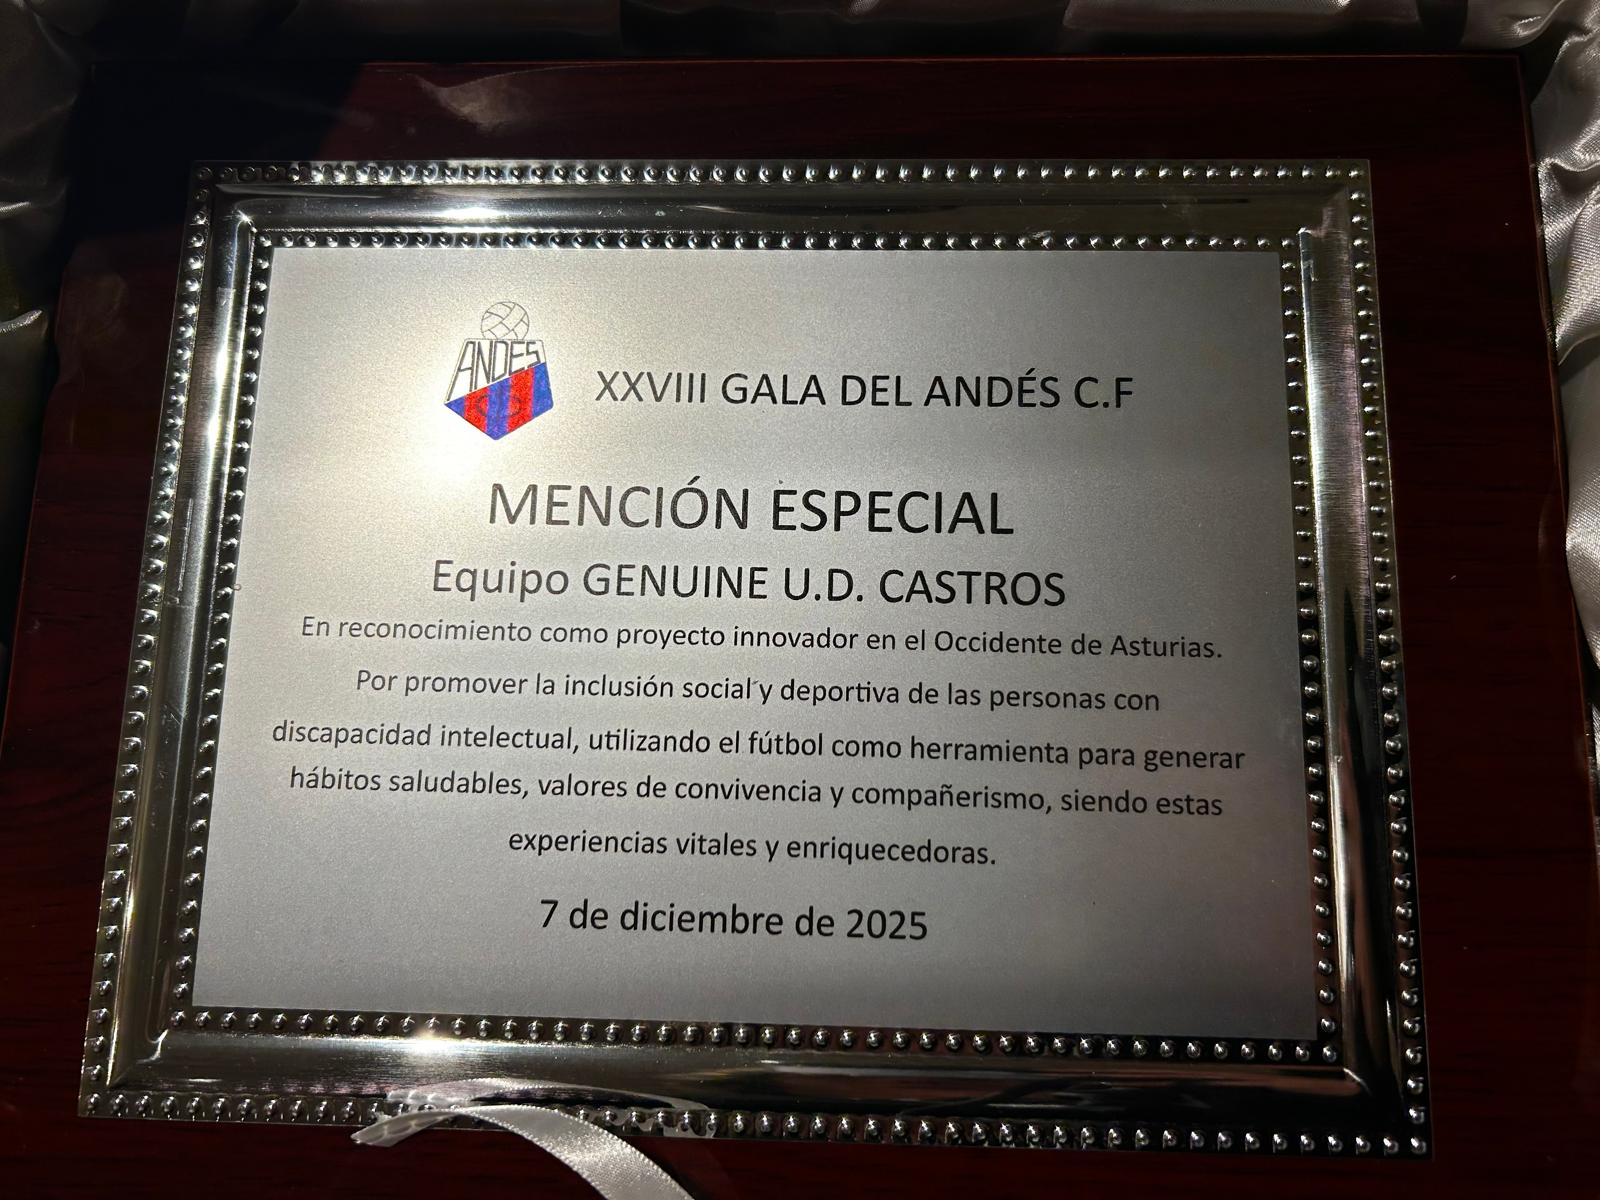 ANDES
XXVIII GALA DEL ANDÉS C.F
MENCIÓN ESPECIAL
Equipo GENUINE U.D. CASTROS
En reconocimiento como proyecto innovador en el Occidente de Asturias.
Por promover la inclusión social y deportiva de las personas con
discapacidad intelectual, utilizando el fútbol como herramienta para generar
hábitos saludables, valores de convivencia y compañerismo, siendo estas
experiencias vitales y enriquecedoras.
7 de diciembre de 2025